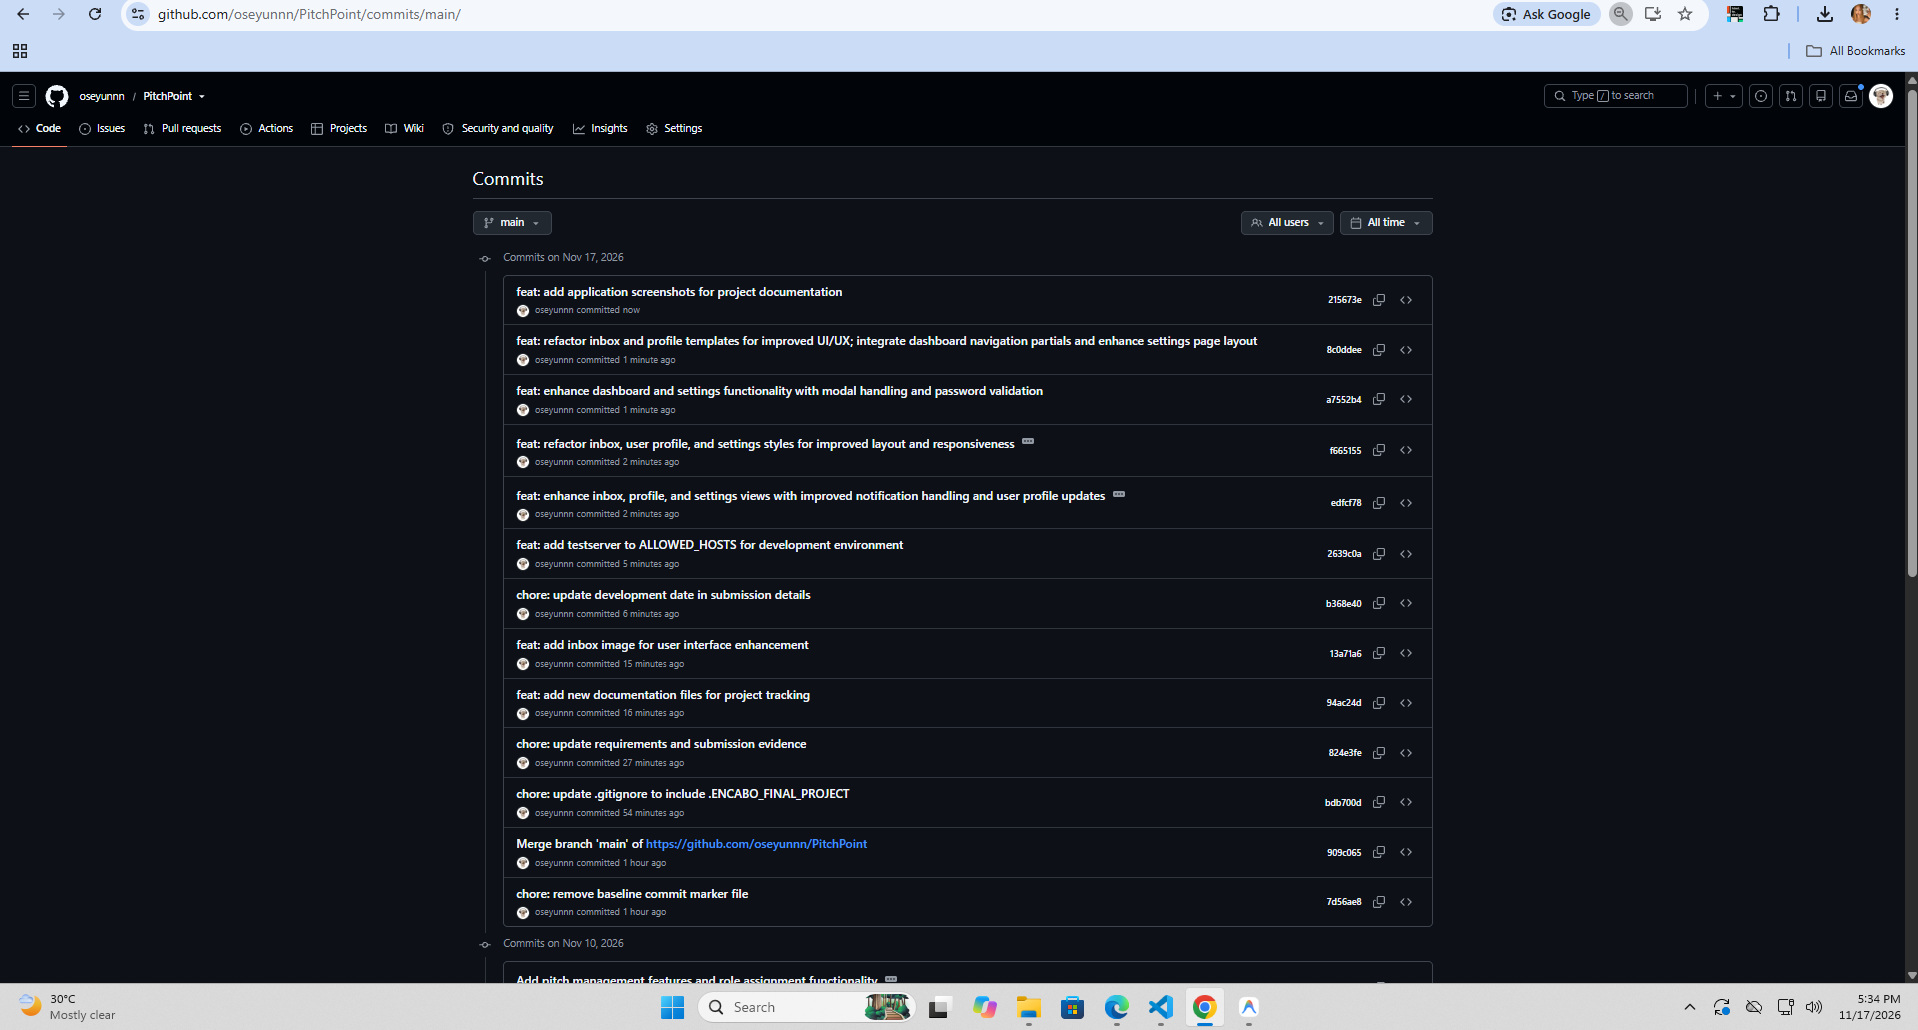 github.com/oseyunnn/PitchPoint/commits/main/
Ask Google
All Bookmarks
oseyunnn / PitchPoint
Type / to search
Code Issues Pull requests Actions Projects Wiki Security and quality Insights Settings
Commits
main
All users All time
Commits on Nov 17, 2026
feat: add application screenshots for project documentation
oseyunnn committed now
215673e
feat: refactor inbox and profile templates for improved UI/UX; integrate dashboard navigation partials and enhance settings page layout
oseyunnn committed 1 minute ago
8c0ddee
feat: enhance dashboard and settings functionality with modal handling and password validation
oseyunnn committed 1 minute ago
a7552b4
feat: refactor inbox, user profile, and settings styles for improved layout and responsiveness
oseyunnn committed 2 minutes ago
f665155
feat: enhance inbox, profile, and settings views with improved notification handling and user profile updates
oseyunnn committed 2 minutes ago
edfcf78
feat: add testserver to ALLOWED_HOSTS for development environment
oseyunnn committed 5 minutes ago
2639c0a
chore: update development date in submission details
oseyunnn committed 6 minutes ago
b368e40
feat: add inbox image for user interface enhancement
oseyunnn committed 15 minutes ago
13a71a6
feat: add new documentation files for project tracking
oseyunnn committed 16 minutes ago
94ac24d
chore: update requirements and submission evidence
oseyunnn committed 27 minutes ago
824e3fe
chore: update .gitignore to include .ENCABO_FINAL_PROJECT
oseyunnn committed 54 minutes ago
bdb700d
Merge branch 'main' of https://github.com/oseyunnn/PitchPoint
oseyunnn committed 1 hour ago
909c065
chore: remove baseline commit marker file
oseyunnn committed 1 hour ago
7d56ae8
Commits on Nov 10, 2026
Add pitch management features and role assignment functionality
30°C
Mostly clear
Search
5:34 PM
11/17/2026